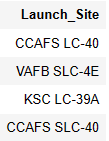 Launch_Site
CCAFS LC-40
VAFB SLC-4E
KSC LC-39A
CCAFS SLC-40